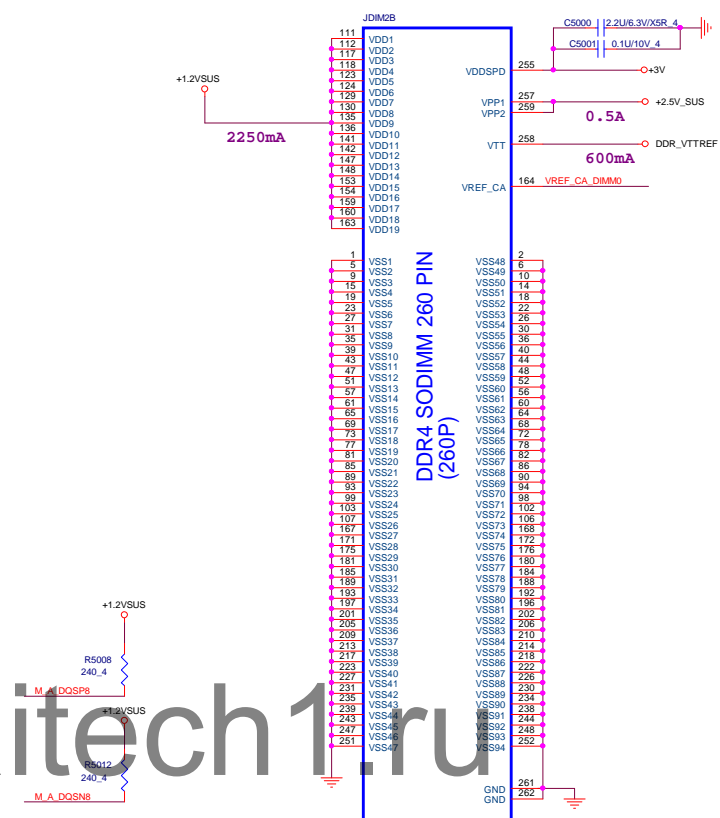 JDIM2B
C5000 2.2U/6.3V/X5R_4
C5001 0.1U/10V_4
111 VDD1
112 VDD2
117 VDD3
118 VDD4
123 VDD5
124 VDD6
129 VDD7
130 VDD8
135 VDD9
136 VDD10
141 VDD11
142 VDD12
147 VDD13
148 VDD14
153 VDD15
154 VDD16
159 VDD17
160 VDD18
163 VDD19
+1.2VSUS
2250mA
VDDSPD 255 +3V
VPP1 257 +2.5V_SUS
VPP2 259
0.5A
VTT 258 DDR_VTTREF
600mA
VREF_CA 164 VREF_CA_DIMM0
1 VSS1
5 VSS2
9 VSS3
15 VSS4
19 VSS5
23 VSS6
27 VSS7
31 VSS8
35 VSS9
39 VSS10
43 VSS11
47 VSS12
51 VSS13
57 VSS14
61 VSS15
65 VSS16
69 VSS17
73 VSS18
77 VSS19
81 VSS20
85 VSS21
89 VSS22
93 VSS23
99 VSS24
103 VSS25
107 VSS26
167 VSS27
171 VSS28
175 VSS29
181 VSS30
185 VSS31
189 VSS32
193 VSS33
197 VSS34
201 VSS35
205 VSS36
209 VSS37
213 VSS38
217 VSS39
223 VSS40
227 VSS41
231 VSS42
235 VSS43
239 VSS44
243 VSS45
247 VSS46
251 VSS47
DDR4 SODIMM 260 PIN
(260P)
VSS48 2
VSS49 6
VSS50 10
VSS51 14
VSS52 18
VSS53 22
VSS54 26
VSS55 30
VSS56 36
VSS57 40
VSS58 44
VSS59 48
VSS60 52
VSS61 56
VSS62 60
VSS63 64
VSS64 68
VSS65 72
VSS66 78
VSS67 82
VSS68 86
VSS69 90
VSS70 94
VSS71 98
VSS72 102
VSS73 106
VSS74 168
VSS75 172
VSS76 176
VSS77 180
VSS78 184
VSS79 188
VSS80 192
VSS81 196
VSS82 202
VSS83 206
VSS84 210
VSS85 214
VSS86 218
VSS87 222
VSS88 226
VSS89 230
VSS90 234
VSS91 238
VSS92 244
VSS93 248
VSS94 252
GND 261
GND 262
+1.2VSUS
R5008
240_4
M_A_DQSP8
+1.2VSUS
R5012
240_4
M_A_DQSN8
itech1.ru